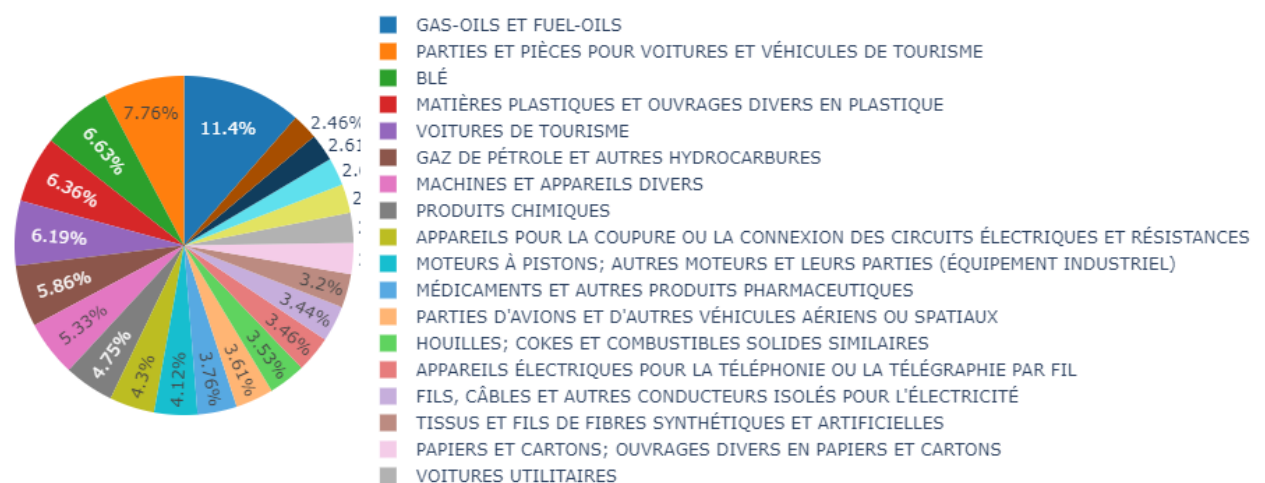 GAS-OILS ET FUEL-OILS
PARTIES ET PIÈCES POUR VOITURES ET VÉHICULES DE TOURISME
BLÉ
MATIÈRES PLASTIQUES ET OUVRAGES DIVERS EN PLASTIQUE
VOITURES DE TOURISME
GAZ DE PÉTROLE ET AUTRES HYDROCARBURES
MACHINES ET APPAREILS DIVERS
PRODUITS CHIMIQUES
APPAREILS POUR LA COUPURE OU LA CONNEXION DES CIRCUITS ÉLECTRIQUES ET RÉSISTANCES
MOTEURS À PISTONS; AUTRES MOTEURS ET LEURS PARTIES (ÉQUIPEMENT INDUSTRIEL)
MÉDICAMENTS ET AUTRES PRODUITS PHARMACEUTIQUES
PARTIES D'AVIONS ET D'AUTRES VÉHICULES AÉRIENS OU SPATIAUX
HOUILLES; COKES ET COMBUSTIBLES SOLIDES SIMILAIRES
APPAREILS ÉLECTRIQUES POUR LA TÉLÉPHONIE OU LA TÉLÉGRAPHIE PAR FIL
FILS, CÂBLES ET AUTRES CONDUCTEURS ISOLÉS POUR L'ÉLECTRICITÉ
TISSUS ET FILS DE FIBRES SYNTHÉTIQUES ET ARTIFICIELLES
PAPIERS ET CARTONS; OUVRAGES DIVERS EN PAPIERS ET CARTONS
VOITURES UTILITAIRES
11.4%
7.76%
6.63%
6.36%
6.19%
5.86%
5.33%
4.75%
4.3%
4.12%
3.76%
3.61%
3.53%
3.46%
3.44%
3.2%
2.61
2.46%